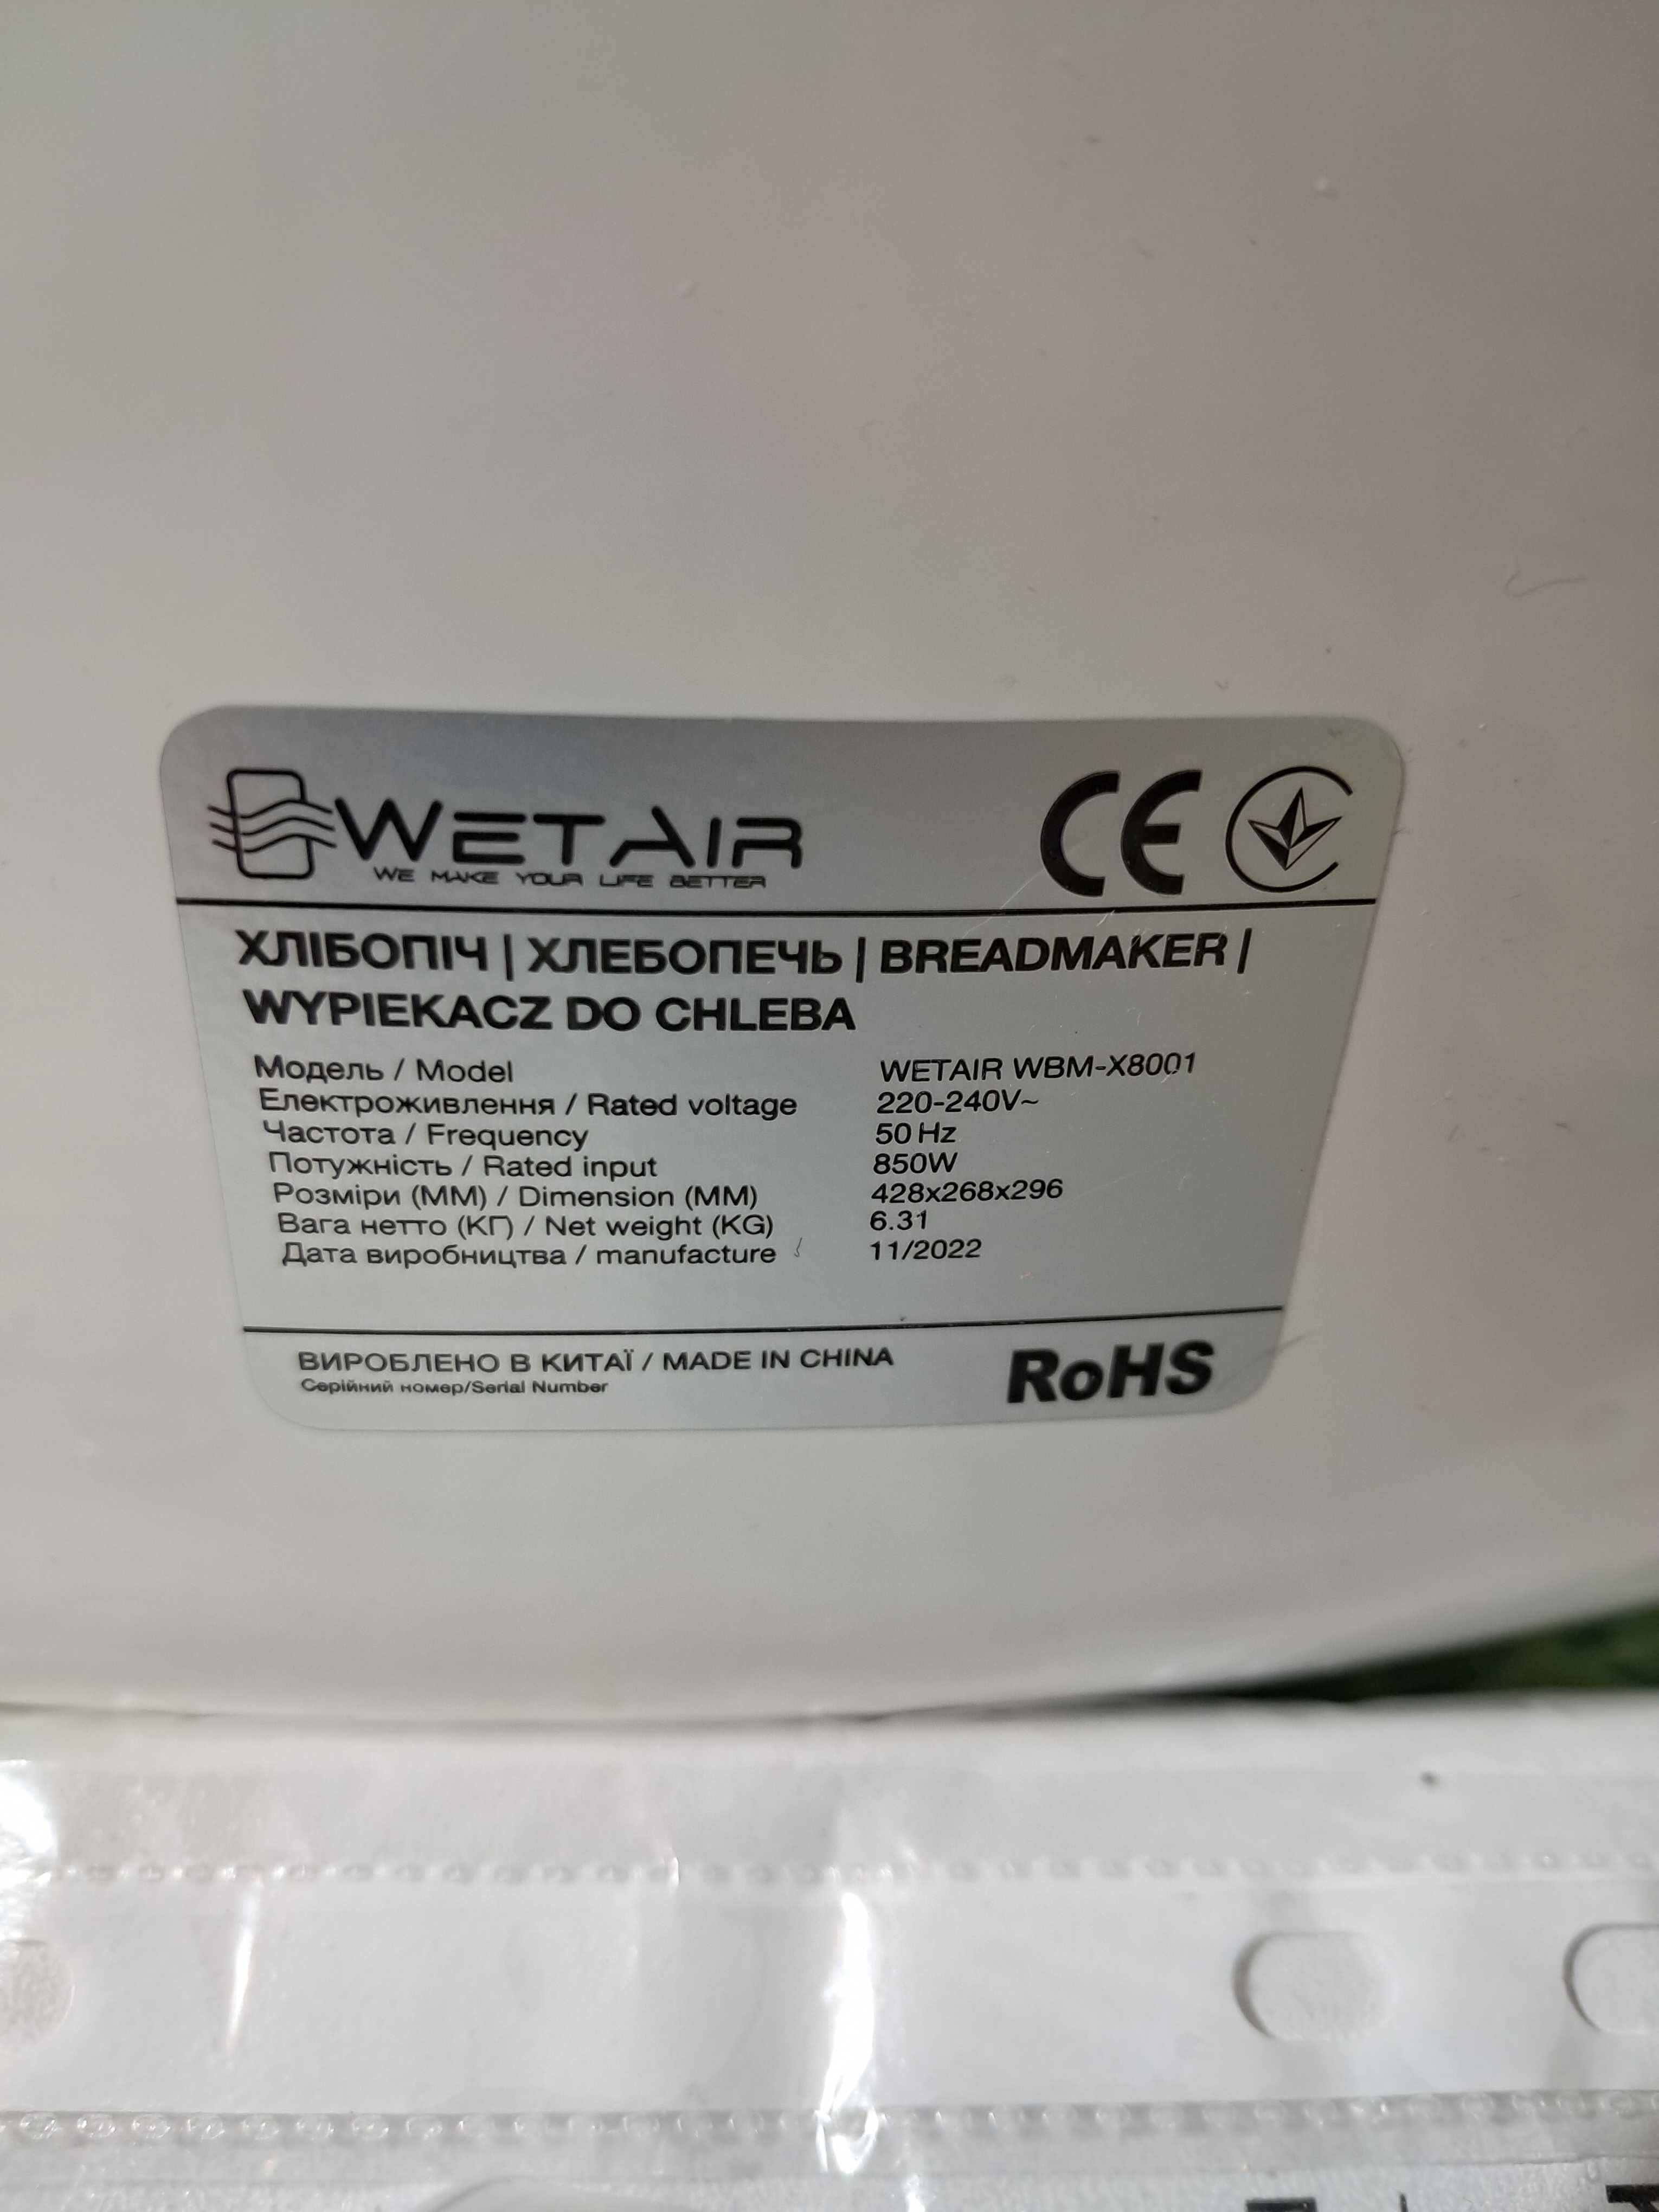 WETAIR
WE MAKE YOUR LIFE BETTER
CE
ХЛІБОПІЧ | ХЛЕБОПЕЧЬ | BREADMAKER |
WYPIEKACZ DO CHLEBA
Модель / Model WETAIR WBM-X8001
Електроживлення / Rated voltage 220-240V~
Частота / Frequency 50 Hz
Потужність / Rated input 850W
Розміри (ММ) / Dimension (MM) 428x268x296
Вага нетто (КГ) / Net weight (KG) 6.31
Дата виробництва / manufacture 11/2022
ВИРОБЛЕНО В КИТАЇ / MADE IN CHINA
Серійний номер/Serial Number
RoHS